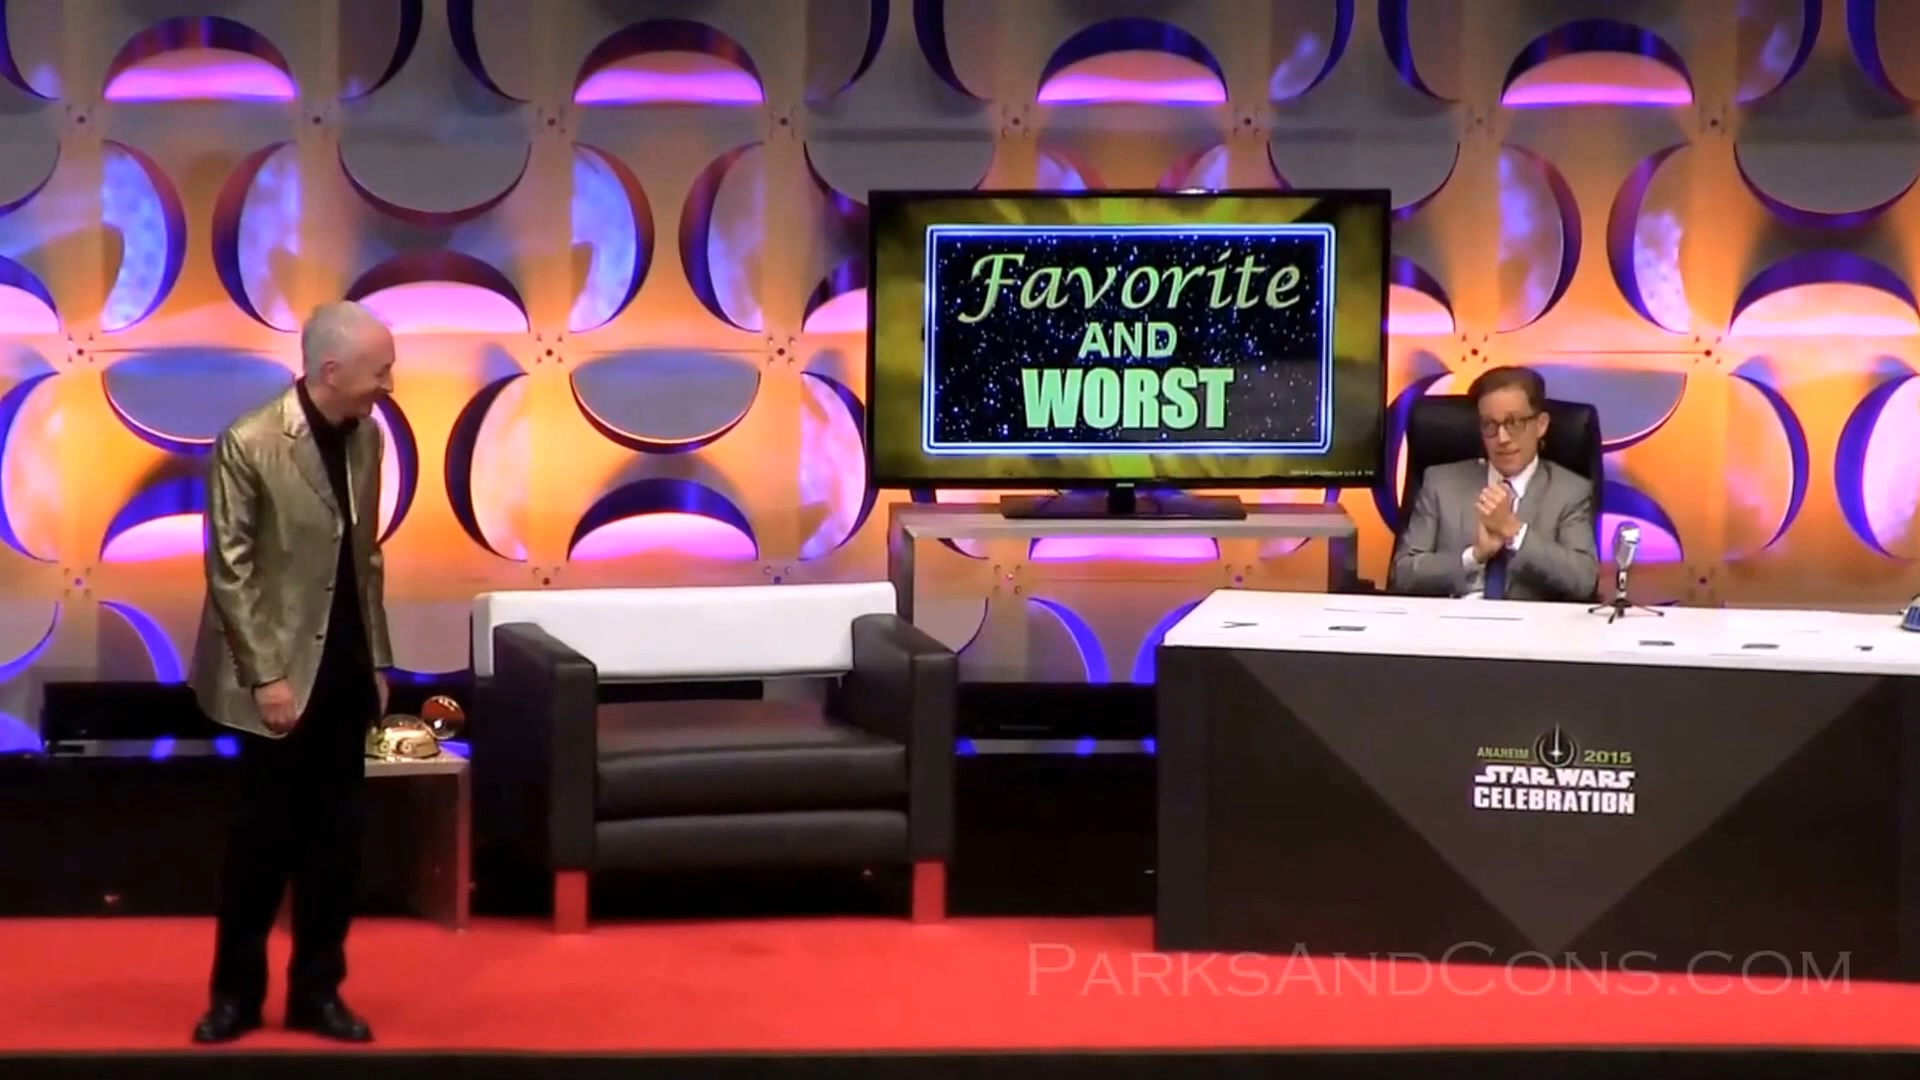 Favorite
AND
WORST
ANAHEIM 2015
STAR WARS
CELEBRATION
PARKSANDCONS.COM